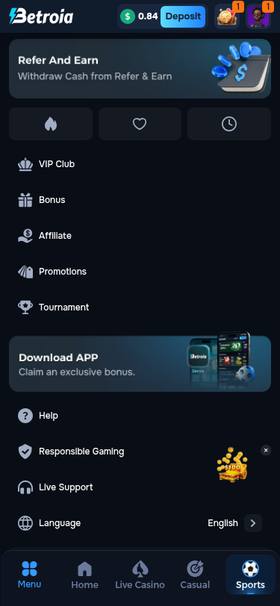 Betroia
$ 0.84 Deposit
1
1
Refer And Earn
Withdraw Cash from Refer & Earn
VIP Club
Bonus
Affiliate
Promotions
Tournament
Download APP
Claim an exclusive bonus.
Betroia
Help
Responsible Gaming
Live Support
Language
English
Menu
Home
Live Casino
Casual
Sports